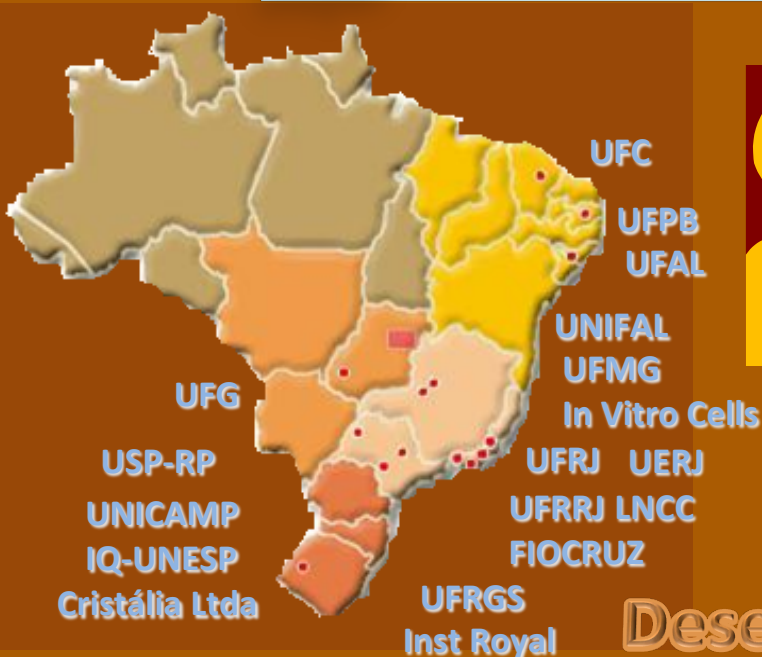 UFC
UFPB
UFAL
UNIFAL
UFMG
UFG
In Vitro Cells
USP-RP
UFRJ UERJ
UNICAMP
UFRRJ LNCC
IQ-UNESP
FIOCRUZ
Cristália Ltda
UFRGS
Inst Royal